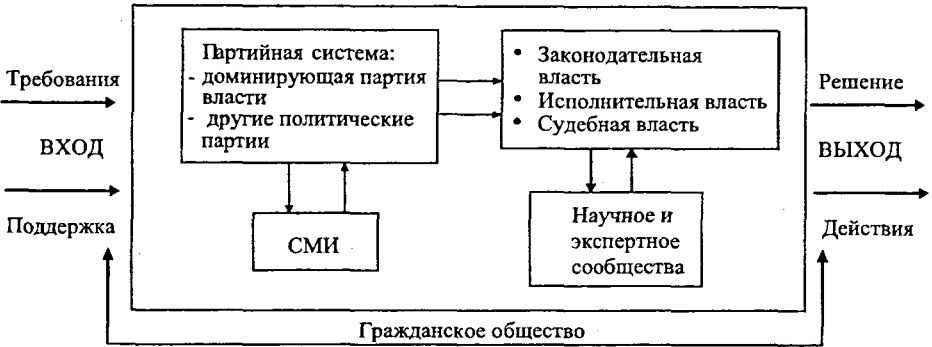 Партийная система:
- доминирующая партия
власти
- другие политические
партии
• Законодательная
власть
• Исполнительная власть
• Судебная власть
Требования
ВХОД
Поддержка
Решение
ВЫХОД
Действия
СМИ
Научное и
экспертное
сообщества
Гражданское общество